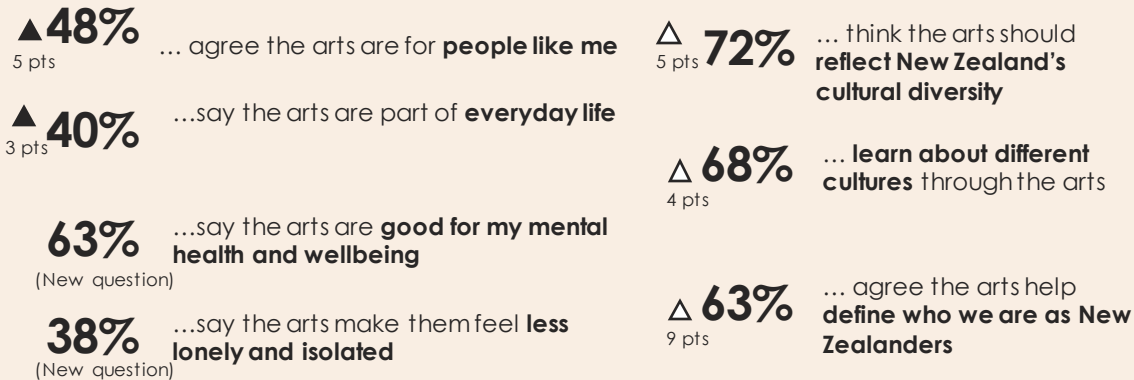 ▲48%
5 pts
… agree the arts are for people like me
▲
3 pts 40%
…say the arts are part of everyday life
63%
(New question)
…say the arts are good for my mental
health and wellbeing
38%
(New question)
…say the arts make them feel less
lonely and isolated
△
5 pts 72%
… think the arts should
reflect New Zealand’s
cultural diversity
△ 68%
4 pts
… learn about different
cultures through the arts
△ 63%
9 pts
… agree the arts help
define who we are as New
Zealanders